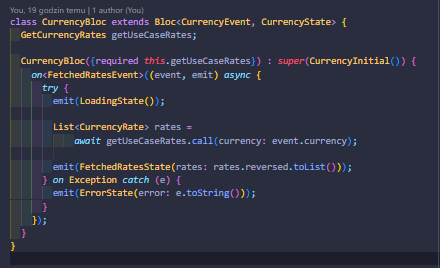 You, 19 godzin temu | 1 author (You)
class CurrencyBloc extends Bloc<CurrencyEvent, CurrencyState> {
  GetCurrencyRates getUseCaseRates;

  CurrencyBloc({required this.getUseCaseRates}) : super(CurrencyInitial()) {
    on<FetchedRatesEvent>((event, emit) async {
      try {
        emit(LoadingState());

        List<CurrencyRate> rates =
            await getUseCaseRates.call(currency: event.currency);

        emit(FetchedRatesState(rates: rates.reversed.toList()));
      } on Exception catch (e) {
        emit(ErrorState(error: e.toString()));
      }
    });
  }
}